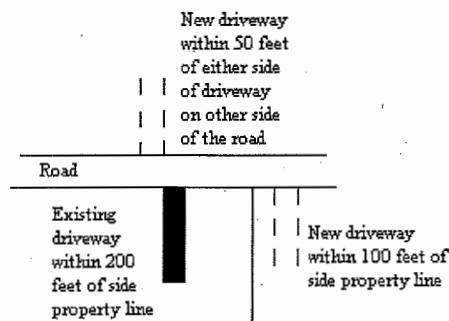 New driveway
within 50 feet
of either side
of driveway
on other side
of the road
Road
Existing
driveway
within 200
feet of side
property line
New driveway
within 100 feet of
side property line